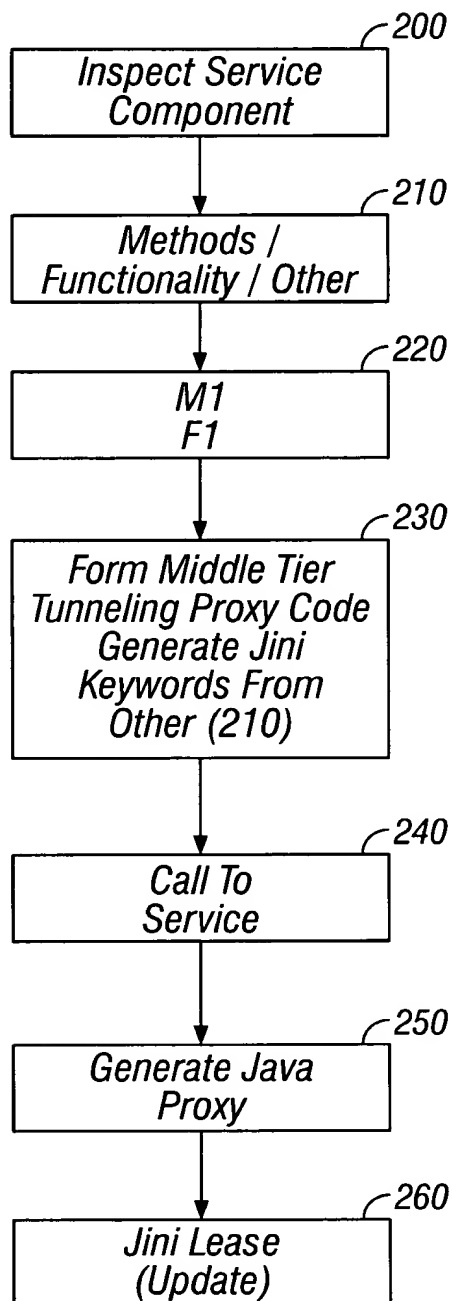 200
Inspect Service
Component
210
Methods /
Functionality / Other
220
M1
F1
230
Form Middle Tier
Tunneling Proxy Code
Generate Jini
Keywords From
Other (210)
240
Call To
Service
250
Generate Java
Proxy
260
Jini Lease
(Update)